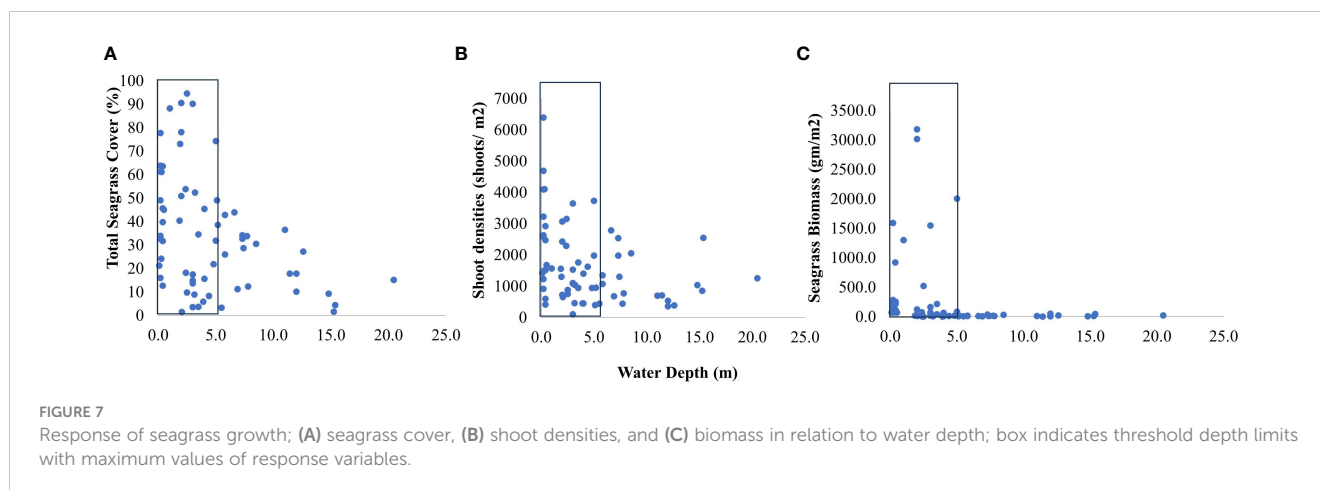 A
B
C
Total Seagrass Cover (%)
100
90
80
70
60
50
40
30
20
10
0
0.0 5.0 10.0 15.0 20.0 25.0
Shoot densities (shoots/ m2)
7000
6000
5000
4000
3000
2000
1000
0
0.0 5.0 10.0 15.0 20.0 25.0
Seagrass Biomass (gm/m2)
3500.0
3000.0
2500.0
2000.0
1500.0
1000.0
500.0
0.0
0.0 5.0 10.0 15.0 20.0 25.0
Water Depth (m)
FIGURE 7
Response of seagrass growth; (A) seagrass cover, (B) shoot densities, and (C) biomass in relation to water depth; box indicates threshold depth limits
with maximum values of response variables.